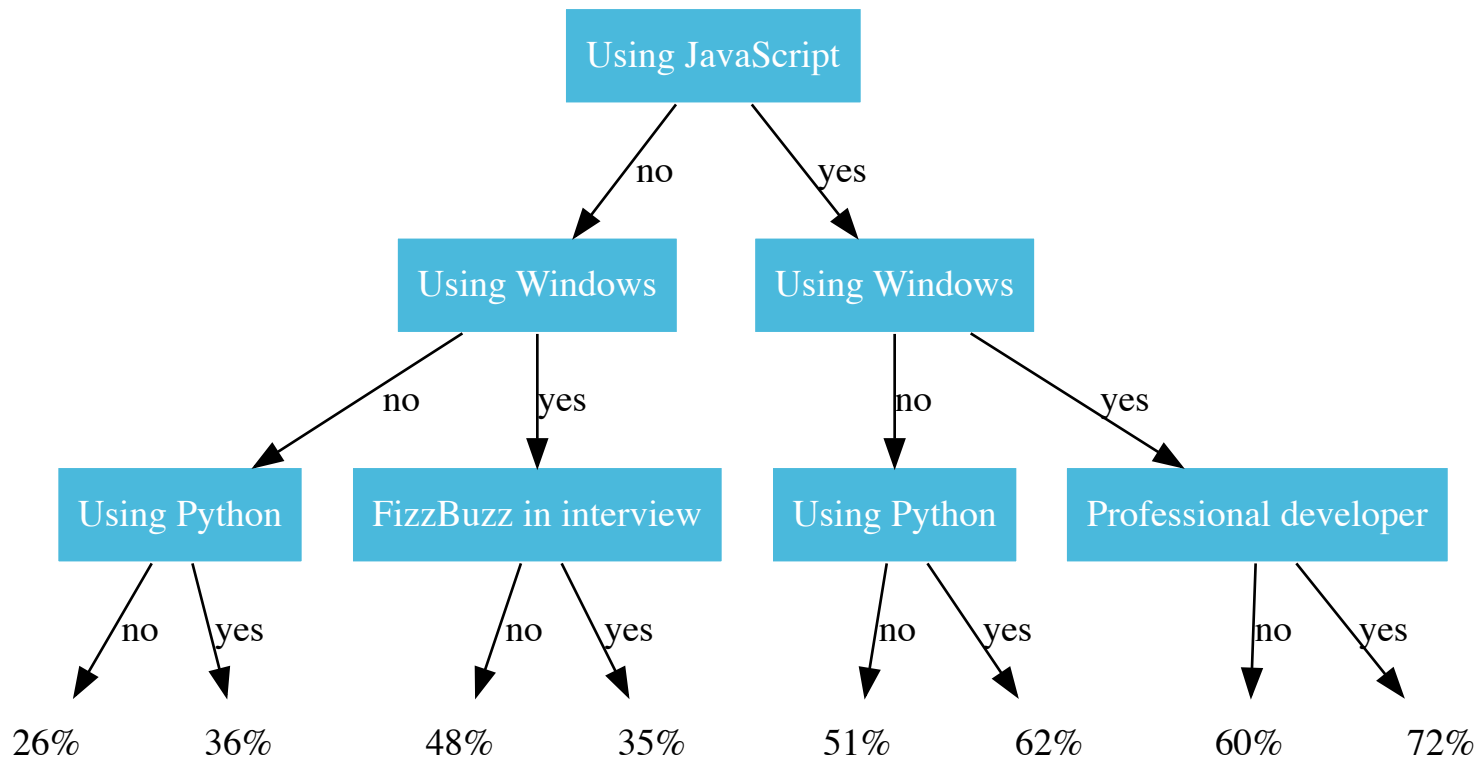 Using JavaScript
no
yes
Using Windows
Using Windows
no
yes
no
yes
Using Python
FizzBuzz in interview
Using Python
Professional developer
no
yes
no
yes
no
yes
no
yes
26%
36%
48%
35%
51%
62%
60%
72%